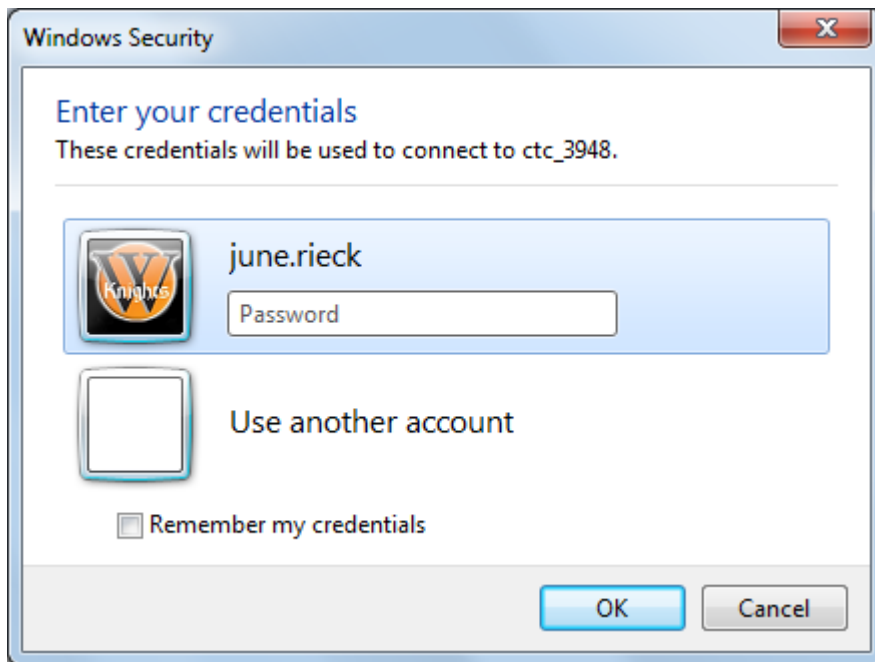 Windows Security
Enter your credentials
These credentials will be used to connect to ctc_3948.
june.rieck
W
Knights
Password
Use another account
Remember my credentials
OK
Cancel